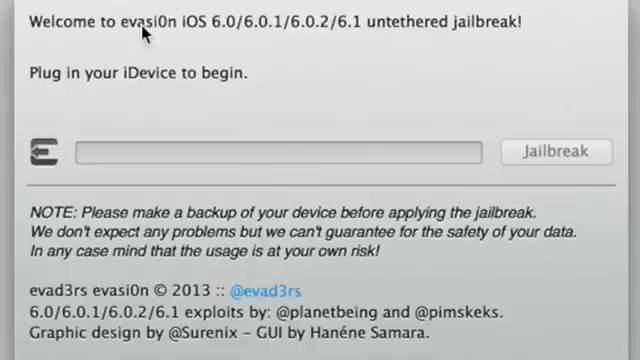 Welcome to evasi0n iOS 6.0/6.0.1/6.0.2/6.1 untethered jailbreak!
Plug in your iDevice to begin.
Jailbreak
NOTE: Please make a backup of your device before applying the jailbreak.
We don't expect any problems but we can't guarantee for the safety of your data.
In any case mind that the usage is at your own risk!
evad3rs evasi0n © 2013 :: @evad3rs
6.0/6.0.1/6.0.2/6.1 exploits by: @planetbeing and @pimskeks.
Graphic design by @Surenix – GUI by Hanéne Samara.